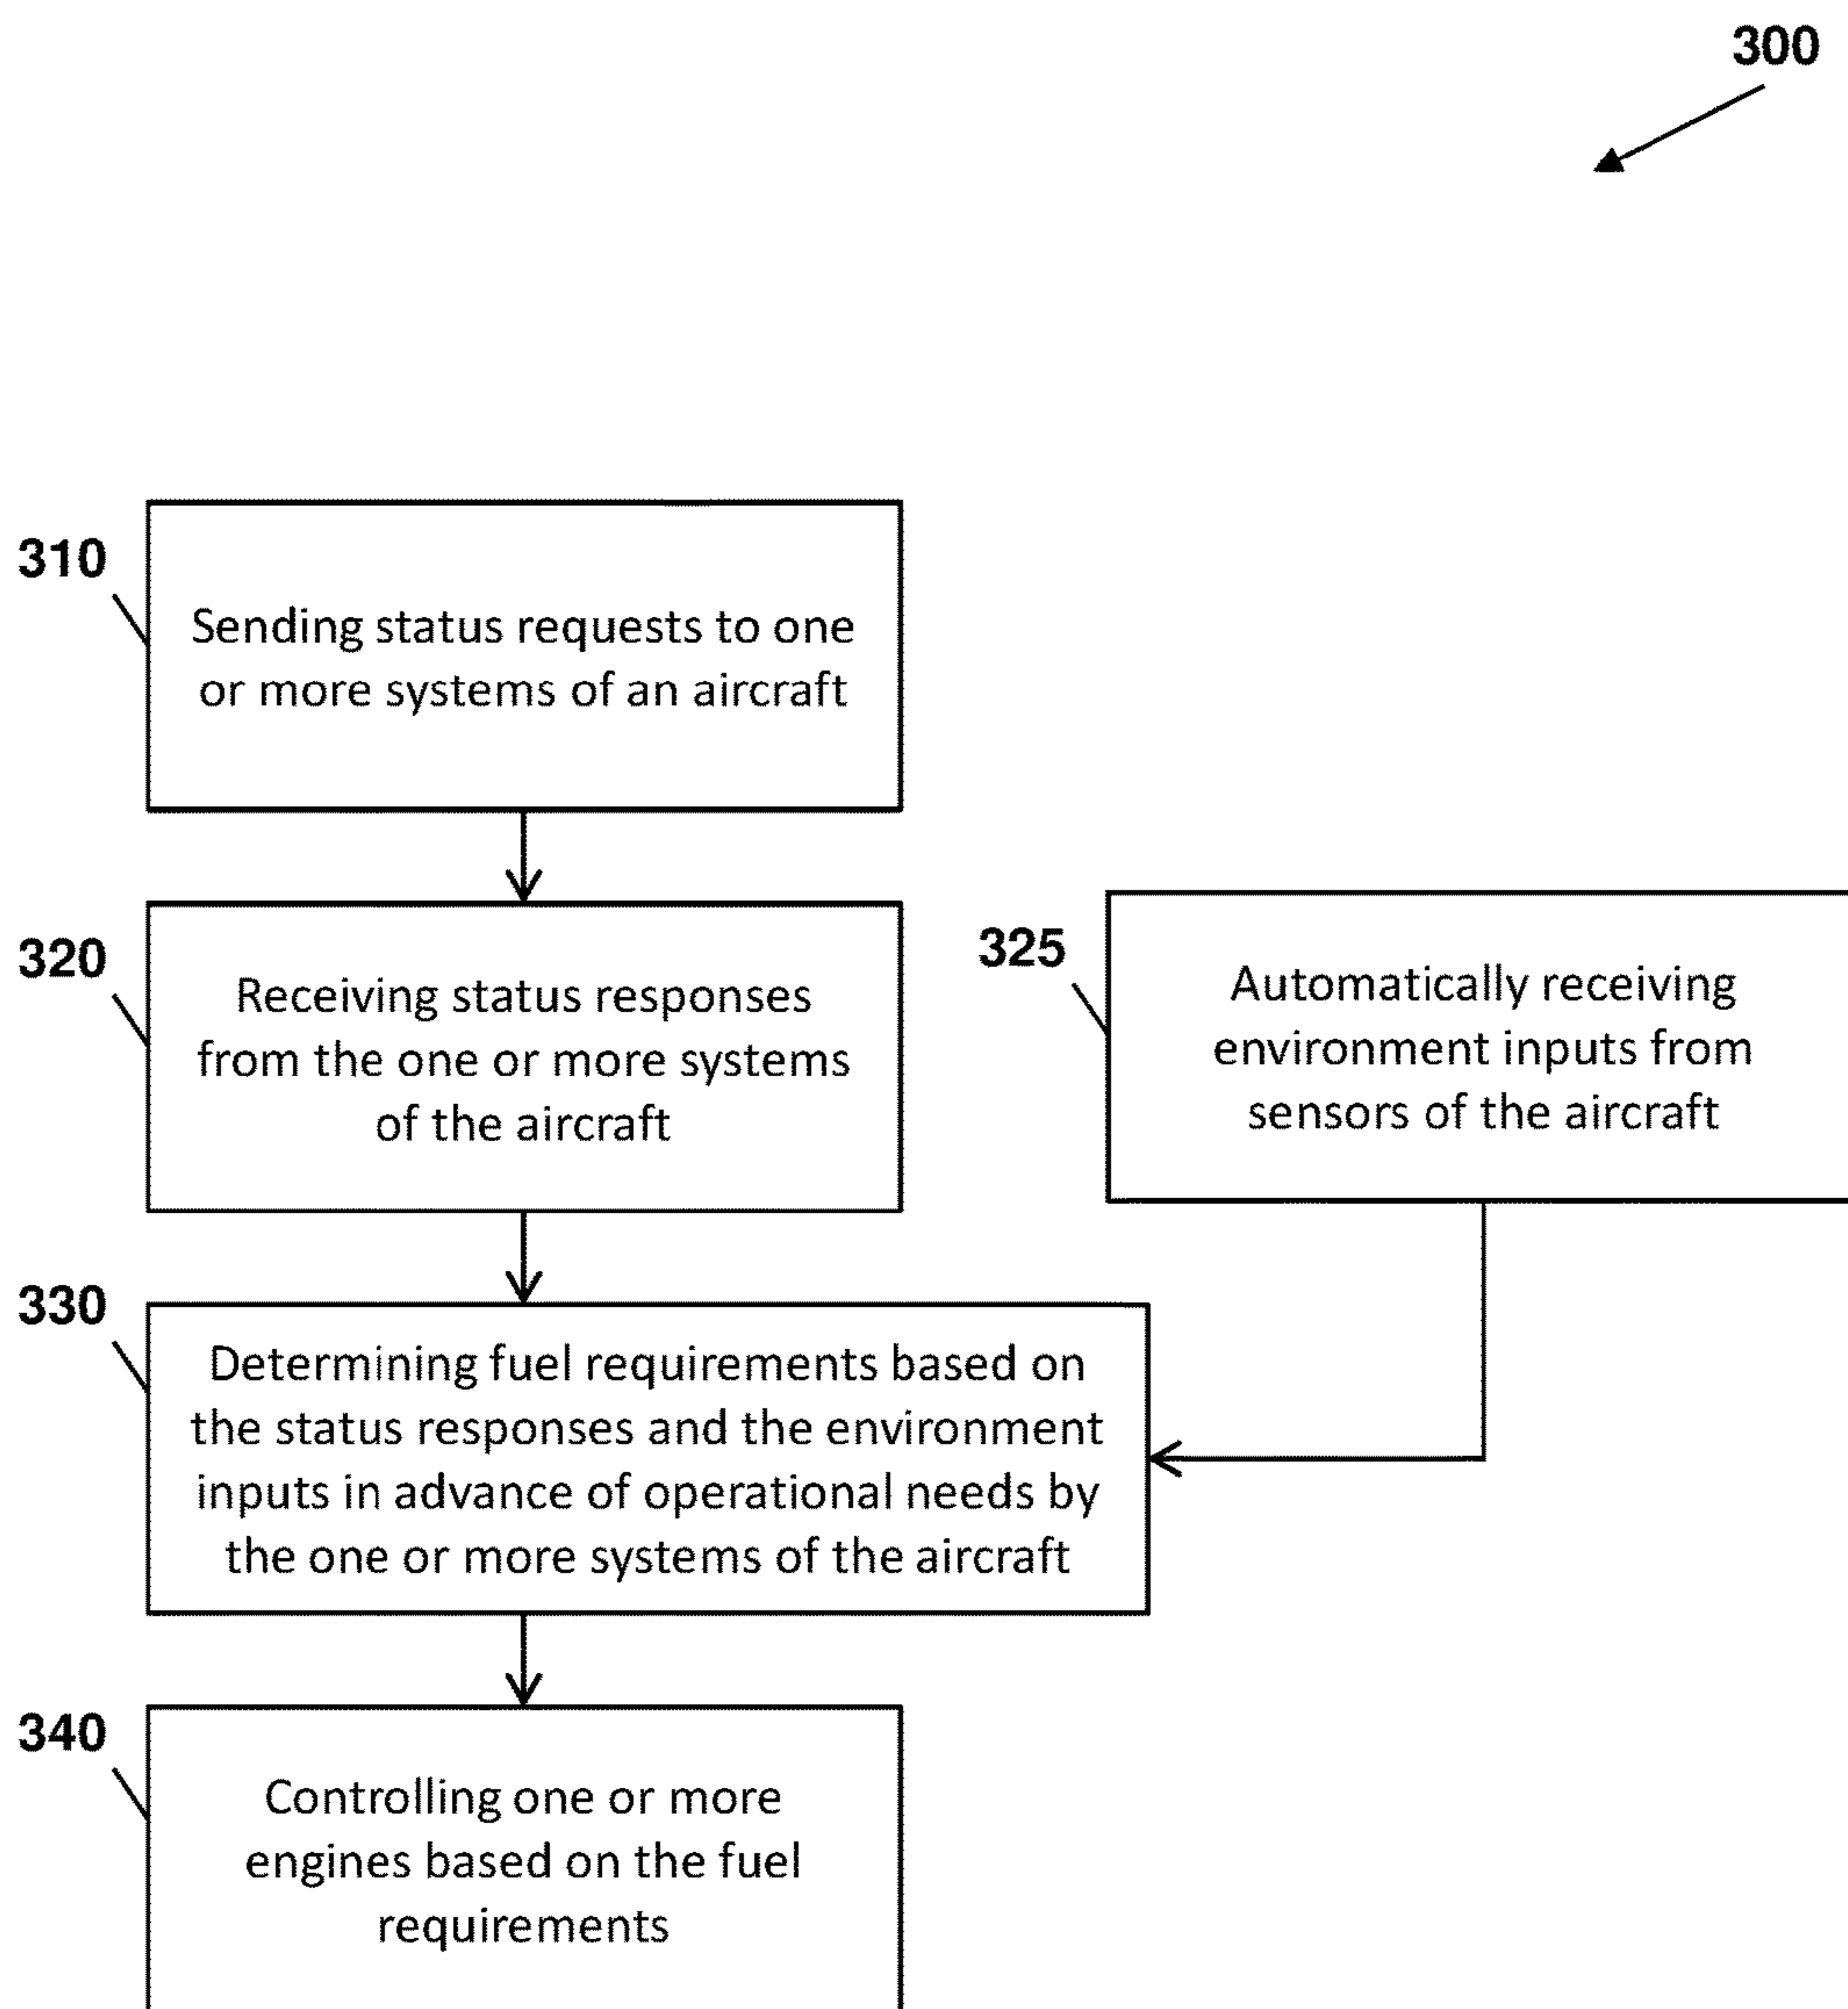 300
310
Sending status requests to one
or more systems of an aircraft
320
Receiving status responses
from the one or more systems
of the aircraft
325
Automatically receiving
environment inputs from
sensors of the aircraft
330
Determining fuel requirements based on
the status responses and the environment
inputs in advance of operational needs by
the one or more systems of the aircraft
340
Controlling one or more
engines based on the fuel
requirements